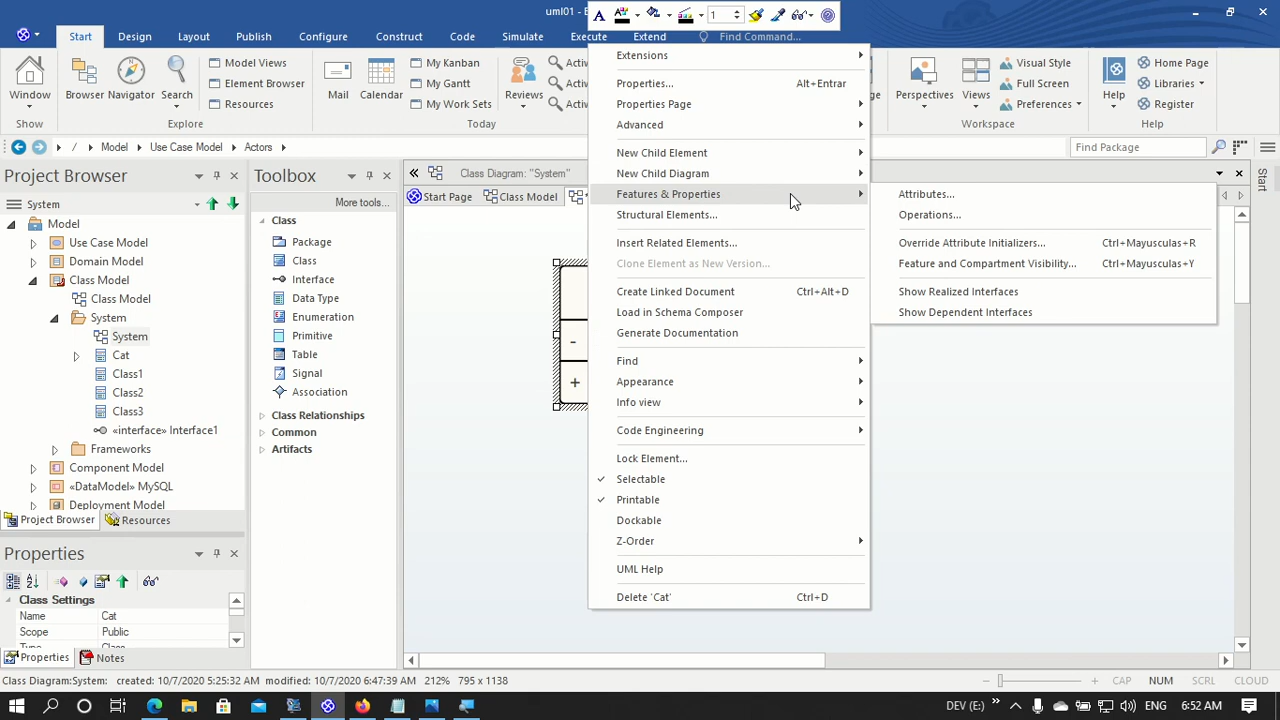 uml01 - E
1
Start Design Layout Publish Configure Construct Code Simulate Execute Extend Find Command...
Window
Show
Browser
Navigator
Search
Model Views
Element Browser
Resources
Explore
Mail
Calendar
My Kanban
My Gantt
My Work Sets
Today
Reviews
Activ
Activ
Activ
Perspectives
Views
Visual Style
Full Screen
Preferences
Workspace
Help
Home Page
Libraries
Register
Help
/ Model Use Case Model Actors
Find Package
Project Browser
System
Model
Use Case Model
Domain Model
Class Model
Class Model
System
System
Cat
Class1
Class2
Class3
«interface» Interface1
Frameworks
Component Model
«DataModel» MySQL
Deployment Model
Project Browser Resources
Properties
Class Settings
Name Cat
Scope Public
Properties Notes
Toolbox
More tools...
Class
Package
Class
Interface
Data Type
Enumeration
Primitive
Table
Signal
Association
Class Relationships
Common
Artifacts
Class Diagram: "System"
Start Page Class Model
-
+
Extensions
Properties... Alt+Entrar
Properties Page
Advanced
New Child Element
New Child Diagram
Features & Properties
Structural Elements...
Insert Related Elements...
Clone Element as New Version...
Create Linked Document Ctrl+Alt+D
Load in Schema Composer
Generate Documentation
Find
Appearance
Info view
Code Engineering
Lock Element...
Selectable
Printable
Dockable
Z-Order
UML Help
Delete 'Cat' Ctrl+D
Attributes...
Operations...
Override Attribute Initializers... Ctrl+Mayusculas+R
Feature and Compartment Visibility... Ctrl+Mayusculas+Y
Show Realized Interfaces
Show Dependent Interfaces
Start
Class Diagram:System: created: 10/7/2020 5:25:32 AM modified: 10/7/2020 6:47:39 AM 212% 795 x 1138
CAP NUM SCRL CLOUD
DEV (E:) 6:52 AM